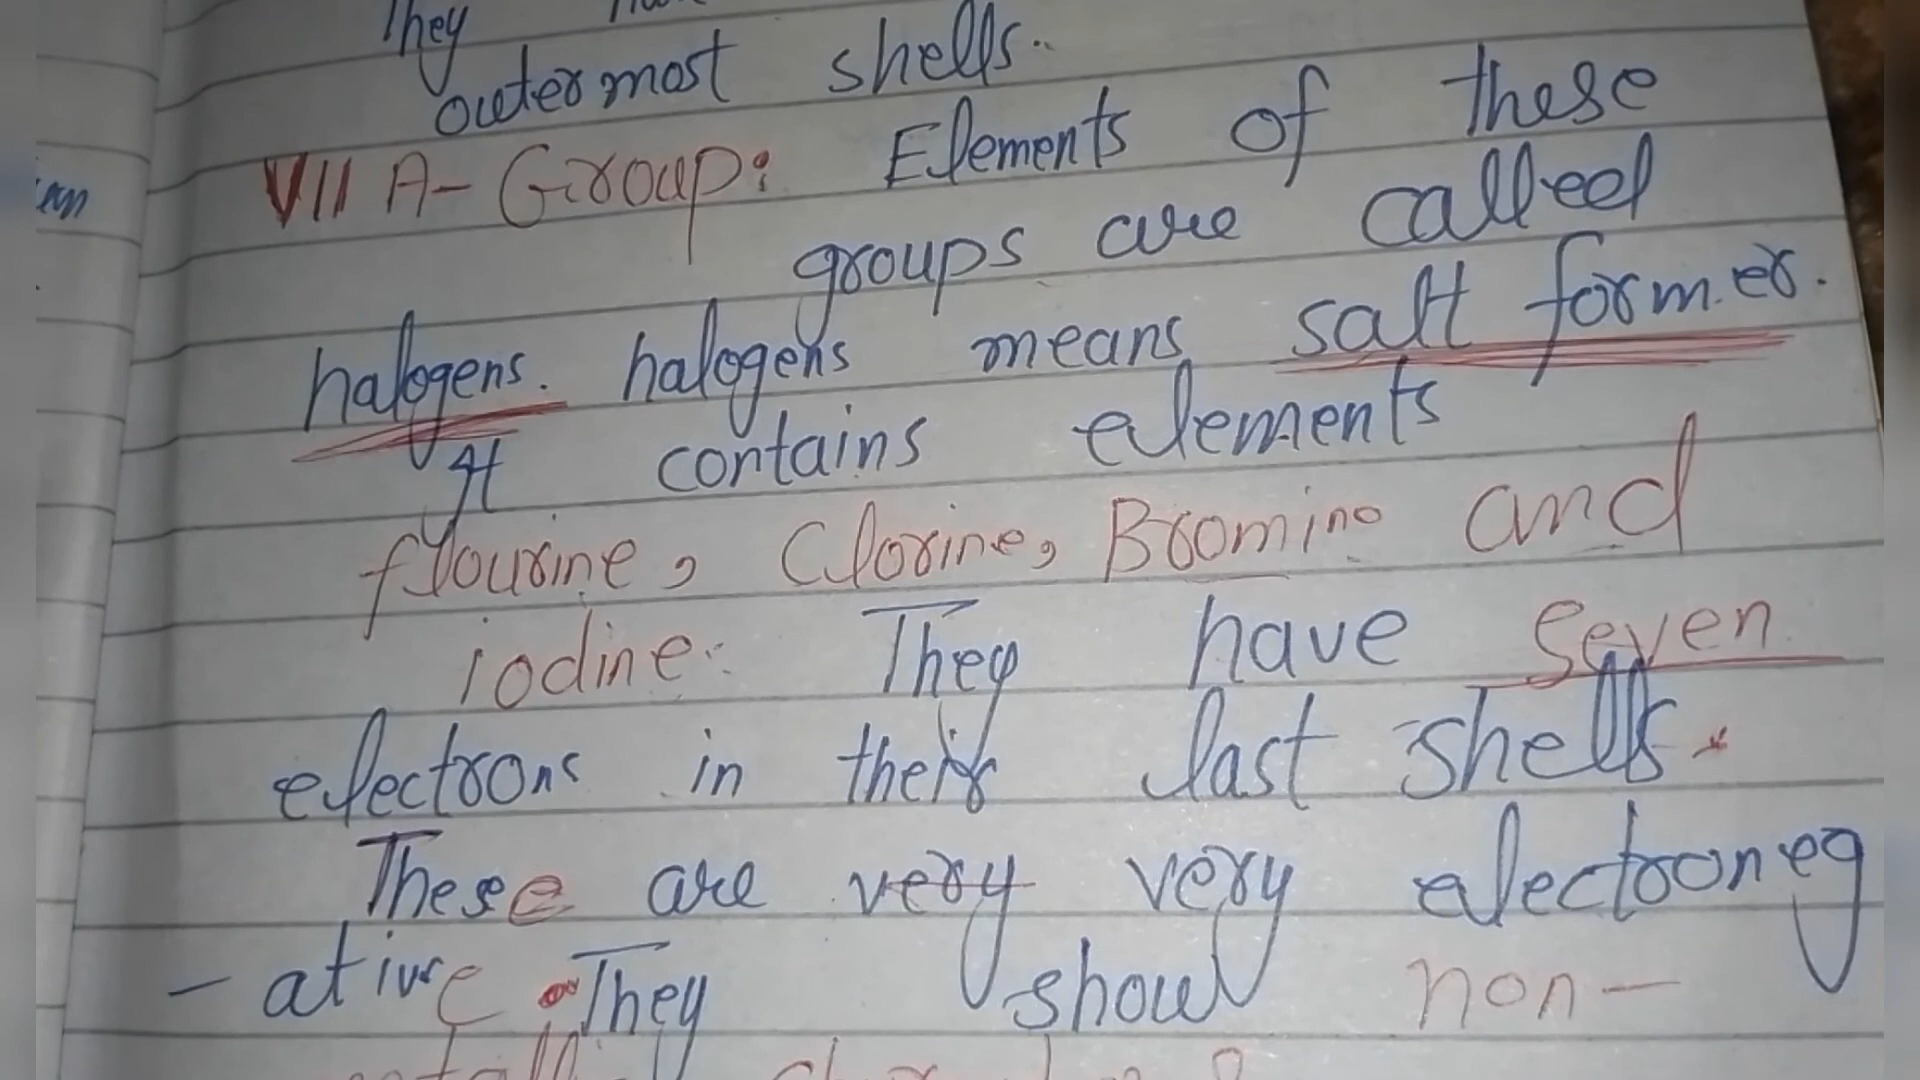 They
outermost shells.
VII A- Group: Elements of these
groups are called
halogens. halogens means salt former.
It contains elements
flourine, Clorine, Bromine and
iodine. They have seven
electrons in their last shells.
These are very very electroneg
- ative. They show non-